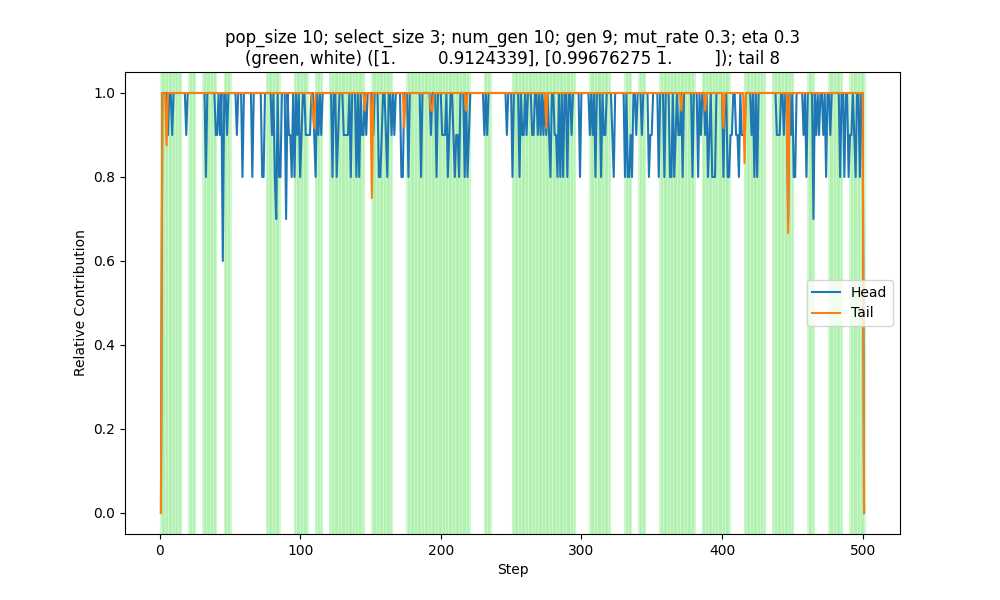 pop_size 10; select_size 3; num_gen 10; gen 9; mut_rate 0.3; eta 0.3
(green, white) ([1.        0.9124339], [0.99676275 1.        ]); tail 8
1.0
0.8
0.6
0.4
0.2
0.0
Relative Contribution
Head
Tail
0
100
200
300
400
500
Step